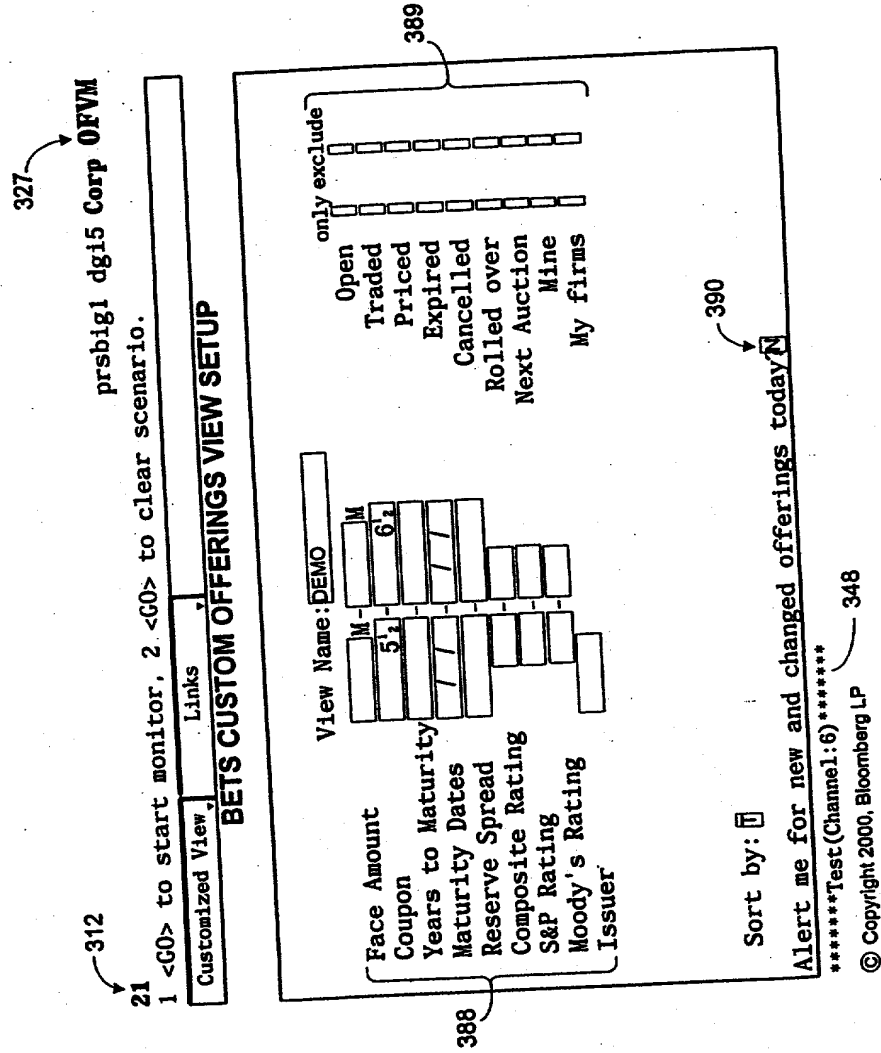 327
prsbig1 dgi5 Corp OFVM
312
21
1 <GO> to start monitor, 2 <GO> to clear scenario.
Customized View Links
BETS CUSTOM OFFERINGS VIEW SETUP
View Name: DEMO
only exclude
389
388
Face Amount M - M
Coupon 5 1/2 - 6 1/2
Years to Maturity -
Maturity Dates / / - / /
Reserve Spread -
Composite Rating -
S&P Rating -
Moody's Rating -
Issuer
Open
Traded
Priced
Expired
Cancelled
Rolled over
Next Auction
Mine
My firms
390
Sort by: T
Alert me for new and changed offerings today? N
*******Test(Channel:6)******* 348
© Copyright 2000, Bloomberg LP